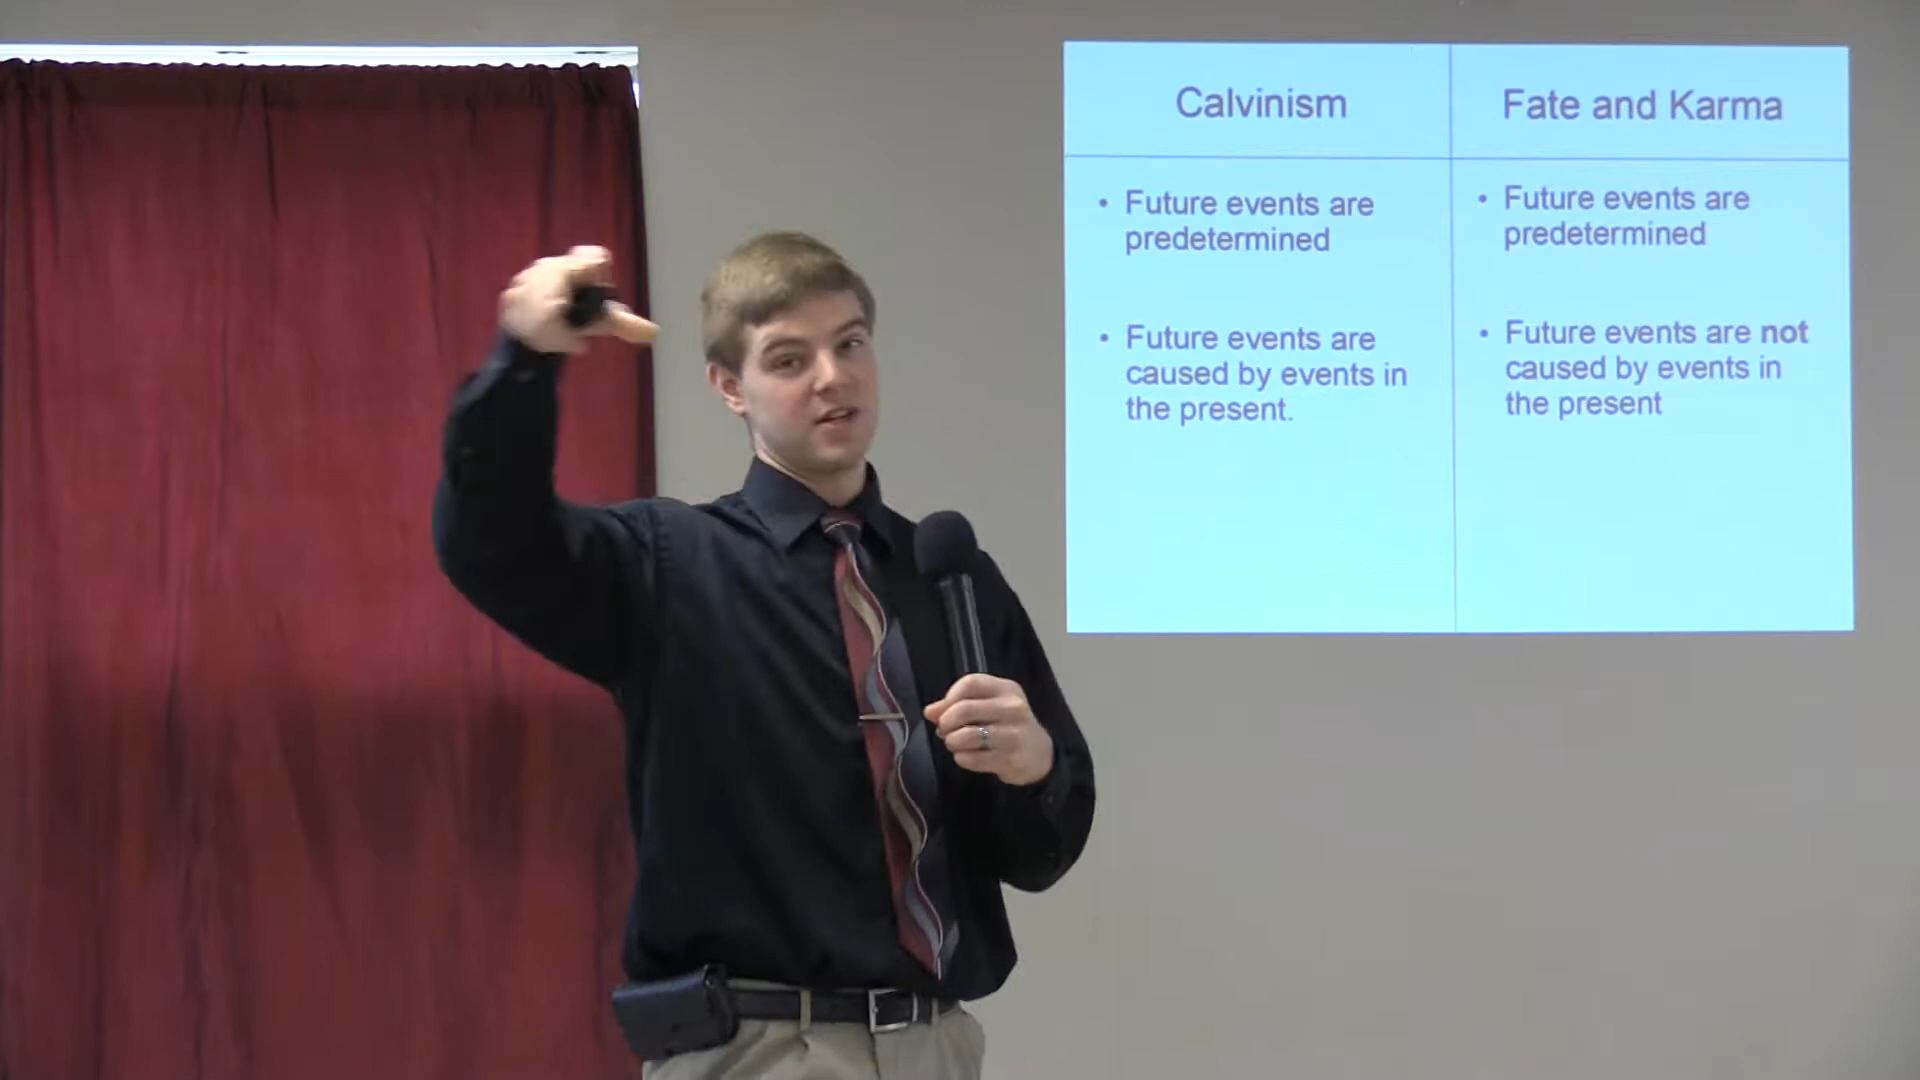 Calvinism
Fate and Karma
• Future events are
predetermined
• Future events are
caused by events in
the present.
• Future events are
predetermined
• Future events are not
caused by events in
the present